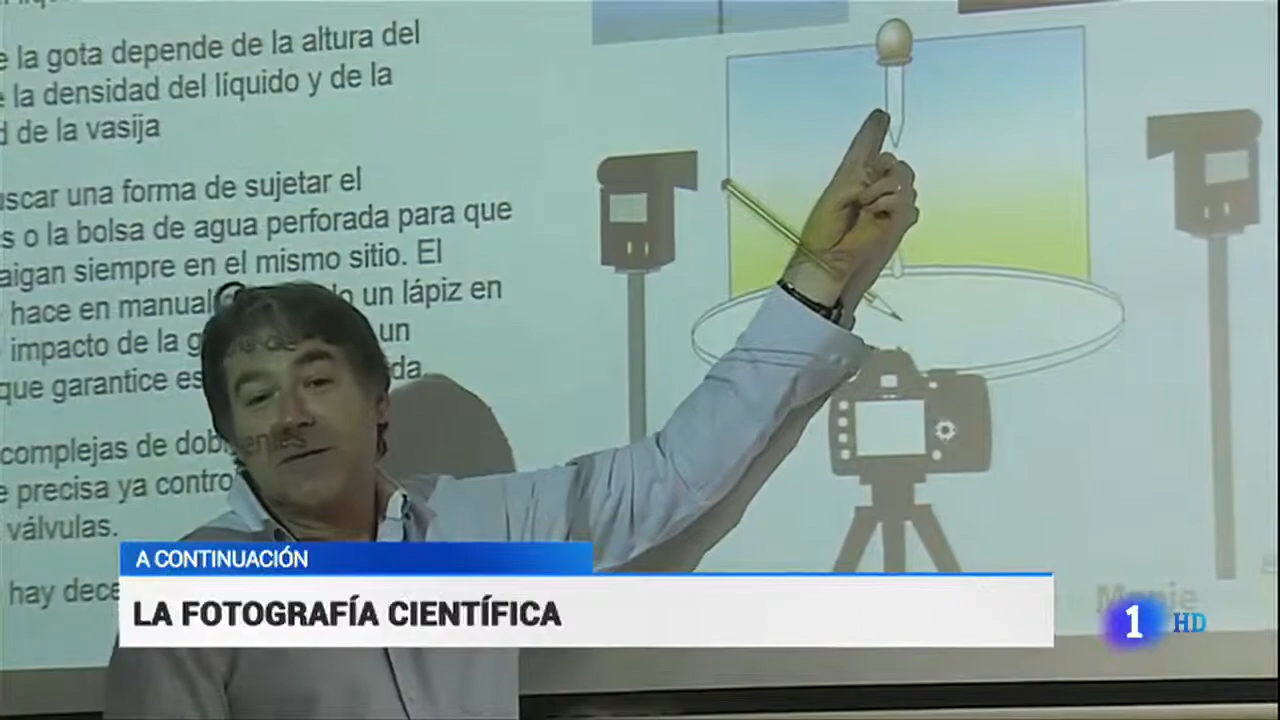 e la gota depende de la altura del
e la densidad del líquido y de la
d de la vasija
uscar una forma de sujetar el
s o la bolsa de agua perforada para que
aigan siempre en el mismo sitio. El
hace en manual un lápiz en
impacto de la g un
que garantice es da.
complejas de dob
e precisa ya contro
válvulas.
hay dece
A CONTINUACIÓN
LA FOTOGRAFÍA CIENTÍFICA
1 HD